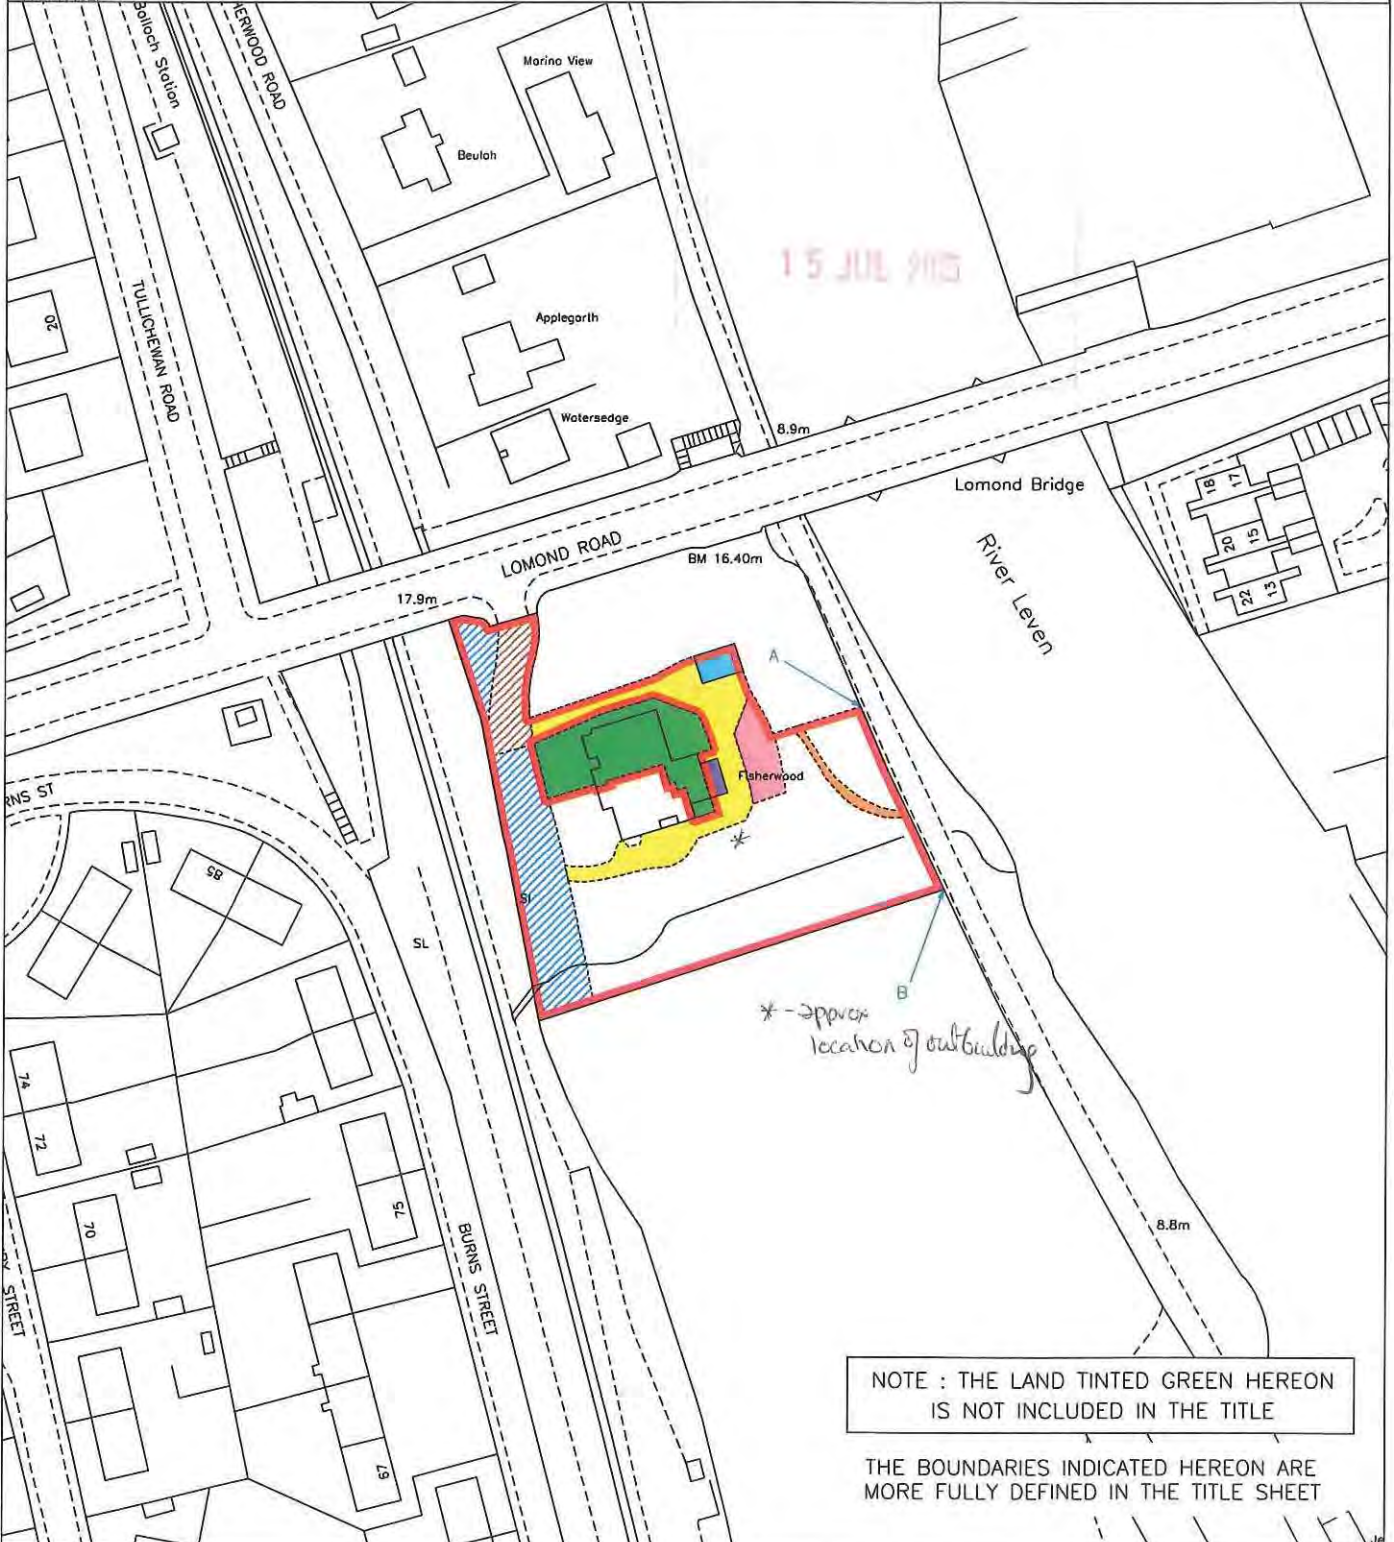 Balloch Station
HERWOOD ROAD
Marina View
Beulah
15 JUL
TULLICHEWAN ROAD
20
Applegarth
Watersedge
8.9m
Lomond Bridge
18
17
20
15
22
13
River Leven
LOMOND ROAD
BM 16.40m
17.9m
A
Fisherwood
RNS ST
85
SL
SL
B
* - approx
location of outbuilding
74
72
70
75
BURNS STREET
8.8m
STREET
67
NOTE : THE LAND TINTED GREEN HEREON
IS NOT INCLUDED IN THE TITLE
THE BOUNDARIES INDICATED HEREON ARE
MORE FULLY DEFINED IN THE TITLE SHEET